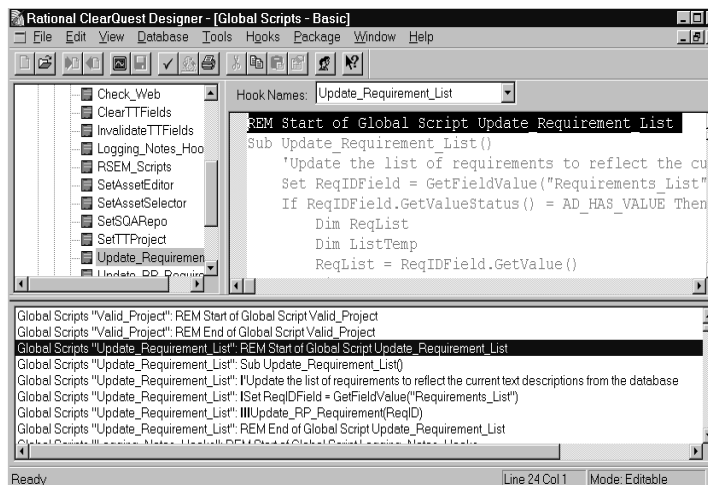 Rational ClearQuest Designer - [Global Scripts - Basic]
File Edit View Database Tools Hooks Package Window Help
Check_Web
ClearTTFields
InvalidateTTFields
Logging_Notes_Hoo
RSEM_Scripts
SetAssetEditor
SetAssetSelector
SetSQARepo
SetTTProject
Update_Requiremen
Hook Names: Update_Requirement_List
REM Start of Global Script Update_Requirement_List
Sub Update_Requirement_List()
'Update the list of requirements to reflect the cu
Set ReqIDField = GetFieldValue("Requirements_List"
If ReqIDField.GetValueStatus() = AD_HAS_VALUE Then
Dim ReqList
Dim ListTemp
ReqList = ReqIDField.GetValue()
Global Scripts "Valid_Project": REM Start of Global Script Valid_Project
Global Scripts "Valid_Project": REM End of Global Script Valid_Project
Global Scripts "Update_Requirement_List": REM Start of Global Script Update_Requirement_List
Global Scripts "Update_Requirement_List": Sub Update_Requirement_List()
Global Scripts "Update_Requirement_List": I'Update the list of requirements to reflect the current text descriptions from the database
Global Scripts "Update_Requirement_List": ISet ReqIDField = GetFieldValue("Requirements_List")
Global Scripts "Update_Requirement_List": IIIUpdate_RP_Requirement(ReqID)
Global Scripts "Update_Requirement_List": REM End of Global Script Update_Requirement_List
Ready
Line 24 Col 1 Mode: Editable